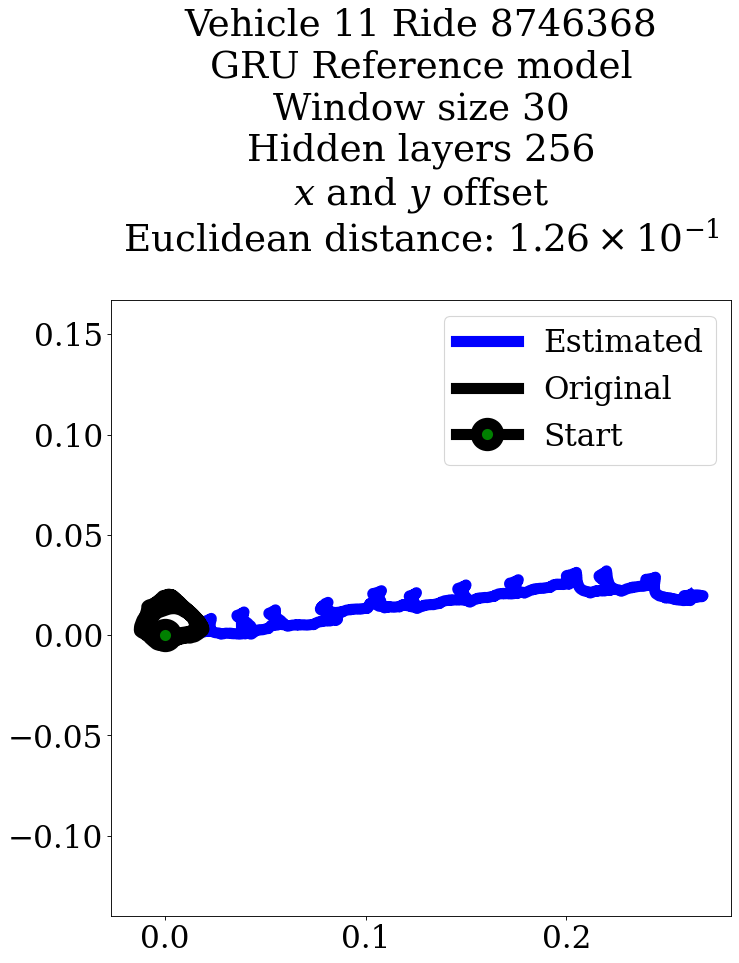 Vehicle 11 Ride 8746368
GRU Reference model
Window size 30
Hidden layers 256
x and y offset
Euclidean distance: 1.26 × 10⁻¹
Estimated
Original
Start
0.15
0.10
0.05
0.00
−0.05
−0.10
0.0 0.1 0.2